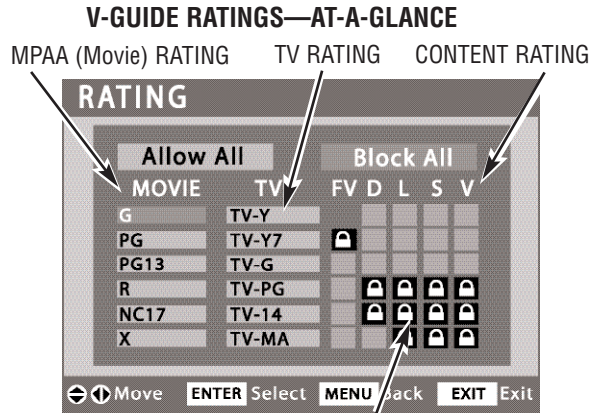 V-GUIDE RATINGS—AT-A-GLANCE
MPAA (Movie) RATING TV RATING CONTENT RATING
RATING
Allow All Block All
MOVIE TV FV D L S V
G TV-Y
PG TV-Y7
PG13 TV-G
R TV-PG
NC17 TV-14
X TV-MA
Move ENTER Select MENU Back EXIT Exit